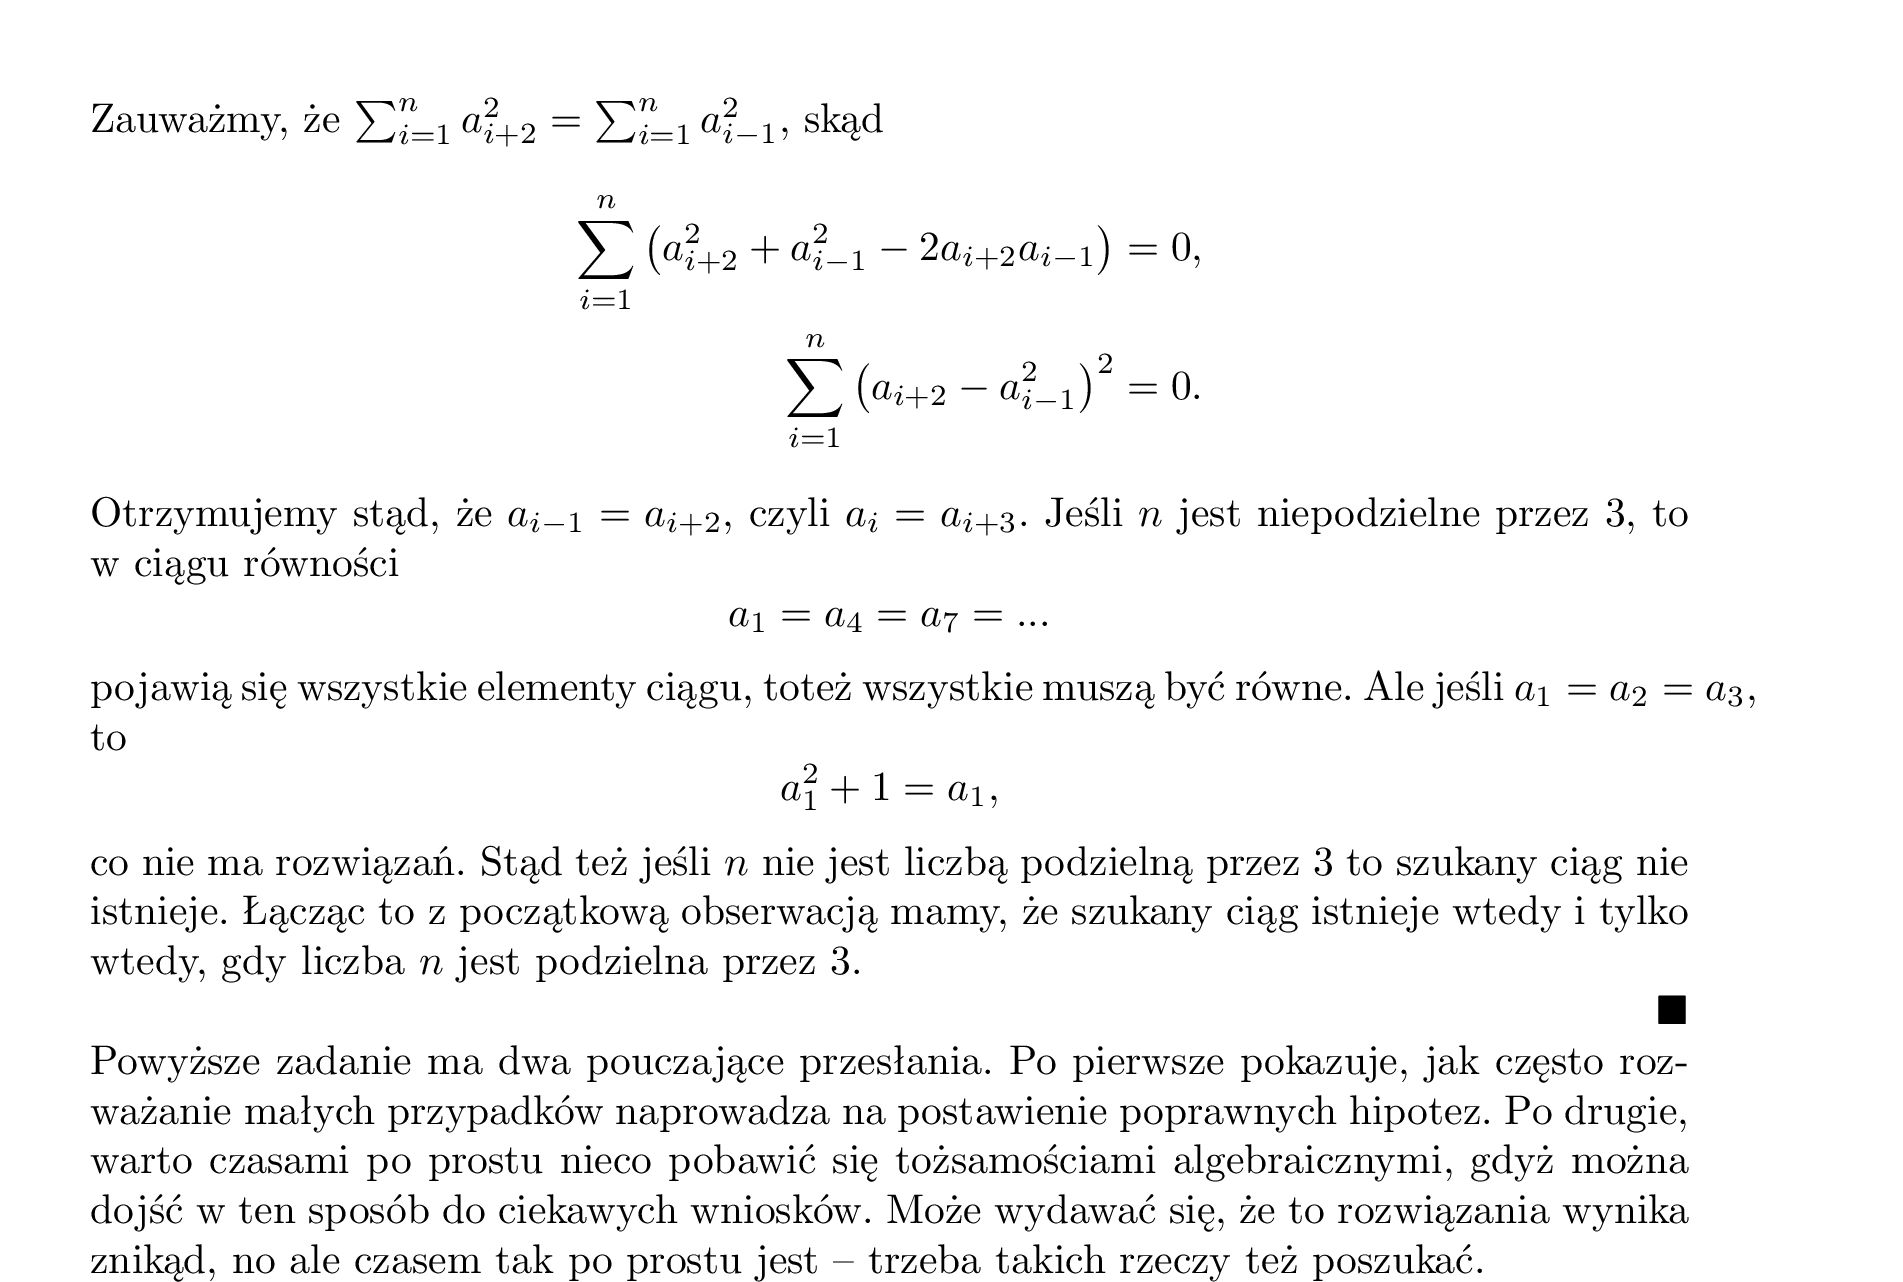 Zauważmy, że $\sum_{i=1}^{n} a_{i+2}^2 = \sum_{i=1}^{n} a_{i-1}^2$, skąd
$\sum_{i=1}^{n} \left(a_{i+2}^2 + a_{i-1}^2 - 2a_{i+2}a_{i-1}\right) = 0,$
$\sum_{i=1}^{n} \left(a_{i+2} - a_{i-1}^2\right)^2 = 0.$
Otrzymujemy stąd, że $a_{i-1} = a_{i+2}$, czyli $a_i = a_{i+3}$. Jeśli $n$ jest niepodzielne przez 3, to
w ciągu równości
$a_1 = a_4 = a_7 = ...$
pojawią się wszystkie elementy ciągu, toteż wszystkie muszą być równe. Ale jeśli $a_1 = a_2 = a_3$,
to
$a_1^2 + 1 = a_1,$
co nie ma rozwiązań. Stąd też jeśli $n$ nie jest liczbą podzielną przez 3 to szukany ciąg nie
istnieje. Łącząc to z początkową obserwacją mamy, że szukany ciąg istnieje wtedy i tylko
wtedy, gdy liczba $n$ jest podzielna przez 3.
■
Powyższe zadanie ma dwa pouczające przesłania. Po pierwsze pokazuje, jak często roz-
ważanie małych przypadków naprowadza na postawienie poprawnych hipotez. Po drugie,
warto czasami po prostu nieco pobawić się tożsamościami algebraicznymi, gdyż można
dojść w ten sposób do ciekawych wniosków. Może wydawać się, że to rozwiązania wynika
znikąd, no ale czasem tak po prostu jest – trzeba takich rzeczy też poszukać.